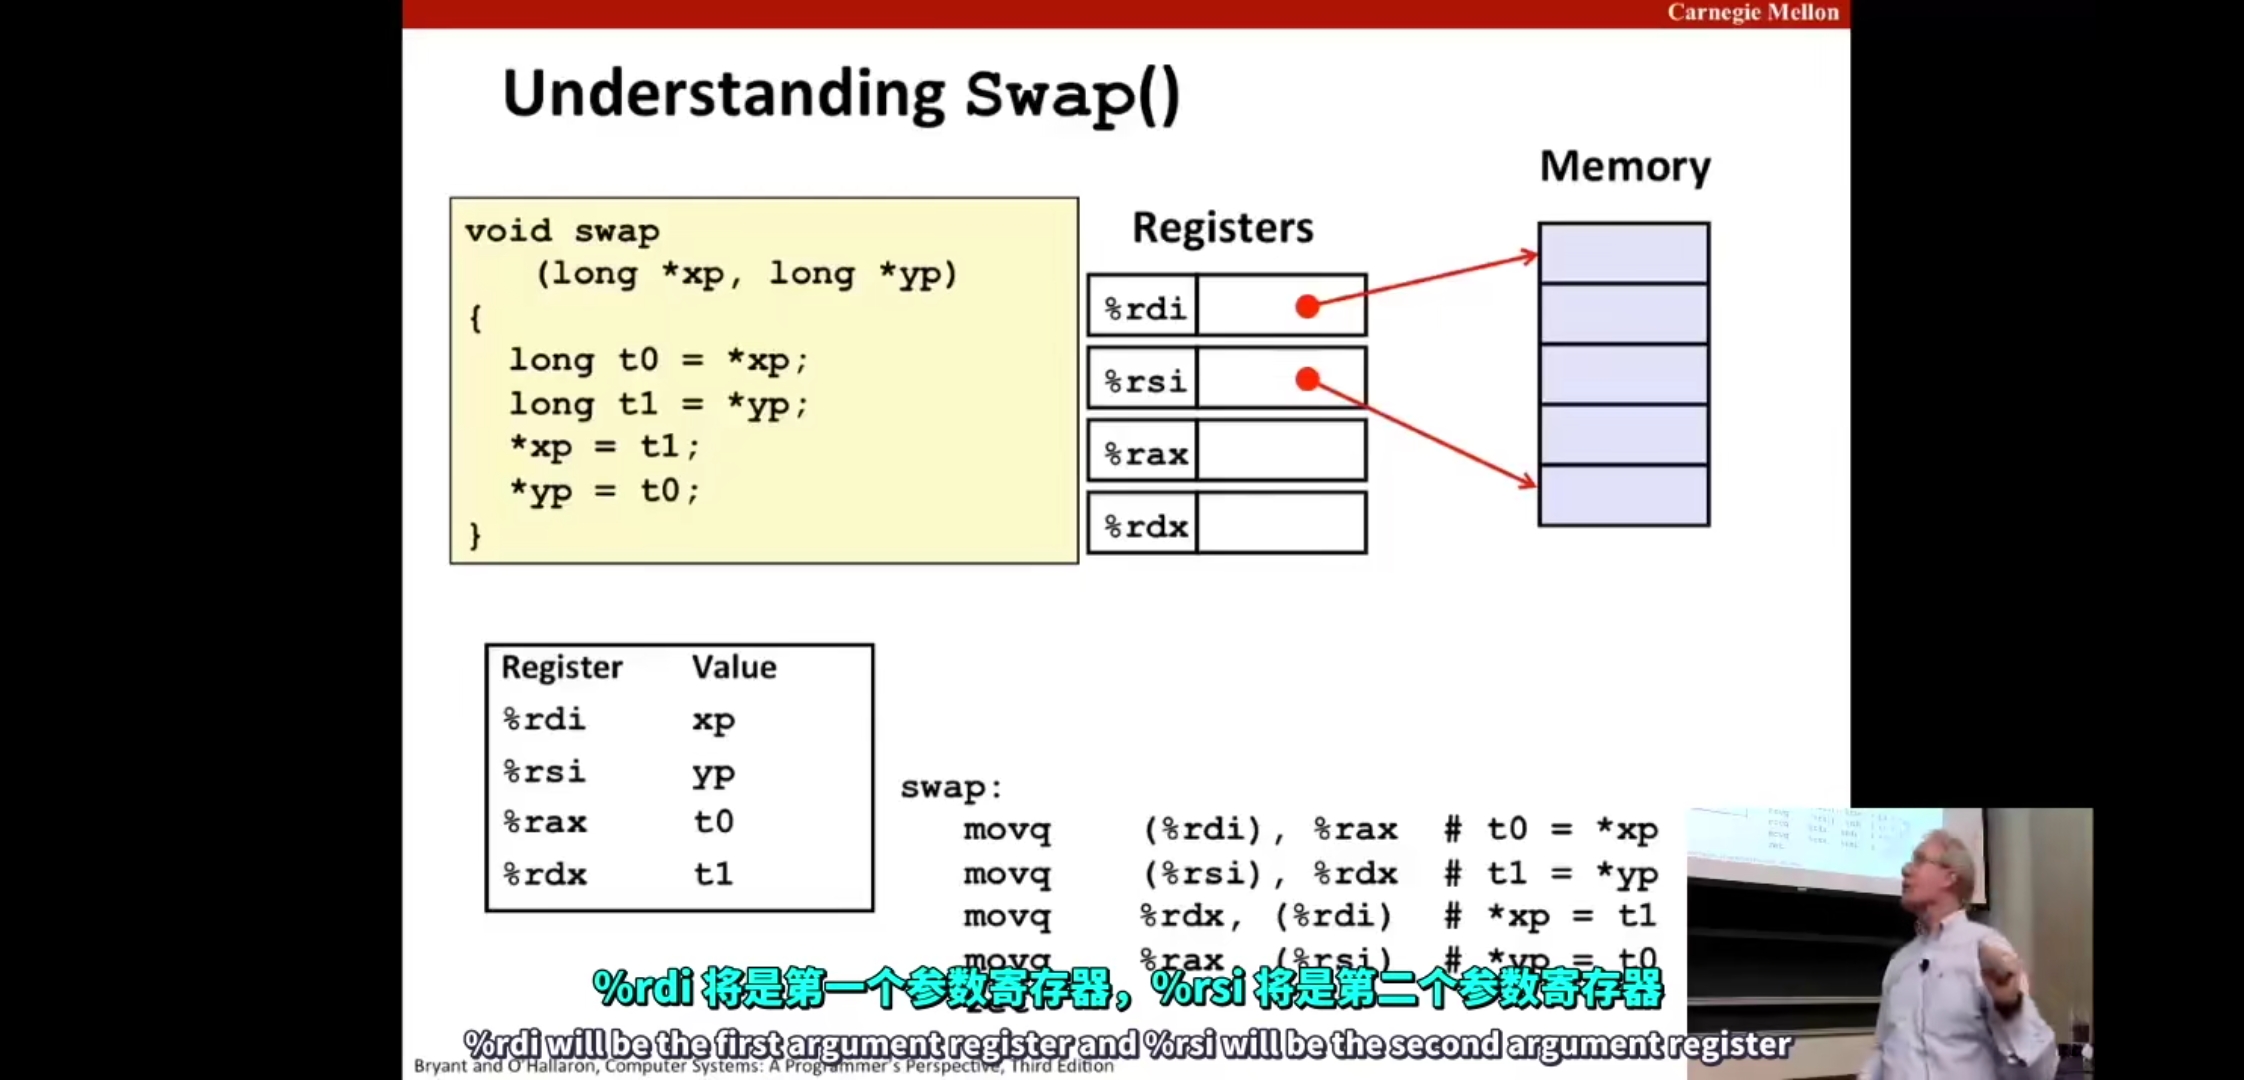 Carnegie Mellon
Understanding Swap()
void swap
(long *xp, long *yp)
{
long t0 = *xp;
long t1 = *yp;
*xp = t1;
*yp = t0;
}
Registers
%rdi
%rsi
%rax
%rdx
Memory
Register Value
%rdi xp
%rsi yp
%rax t0
%rdx t1
swap:
movq (%rdi), %rax # t0 = *xp
movq (%rsi), %rdx # t1 = *yp
movq %rdx, (%rdi) # *xp = t1
movq %rax, (%rsi) # *yp = t0
%rdi 将是第一个参数寄存器，%rsi 将是第二个参数寄存器
%rdi will be the first argument register and %rsi will be the second argument register
Bryant and O'Hallaron, Computer Systems: A Programmer's Perspective, Third Edition